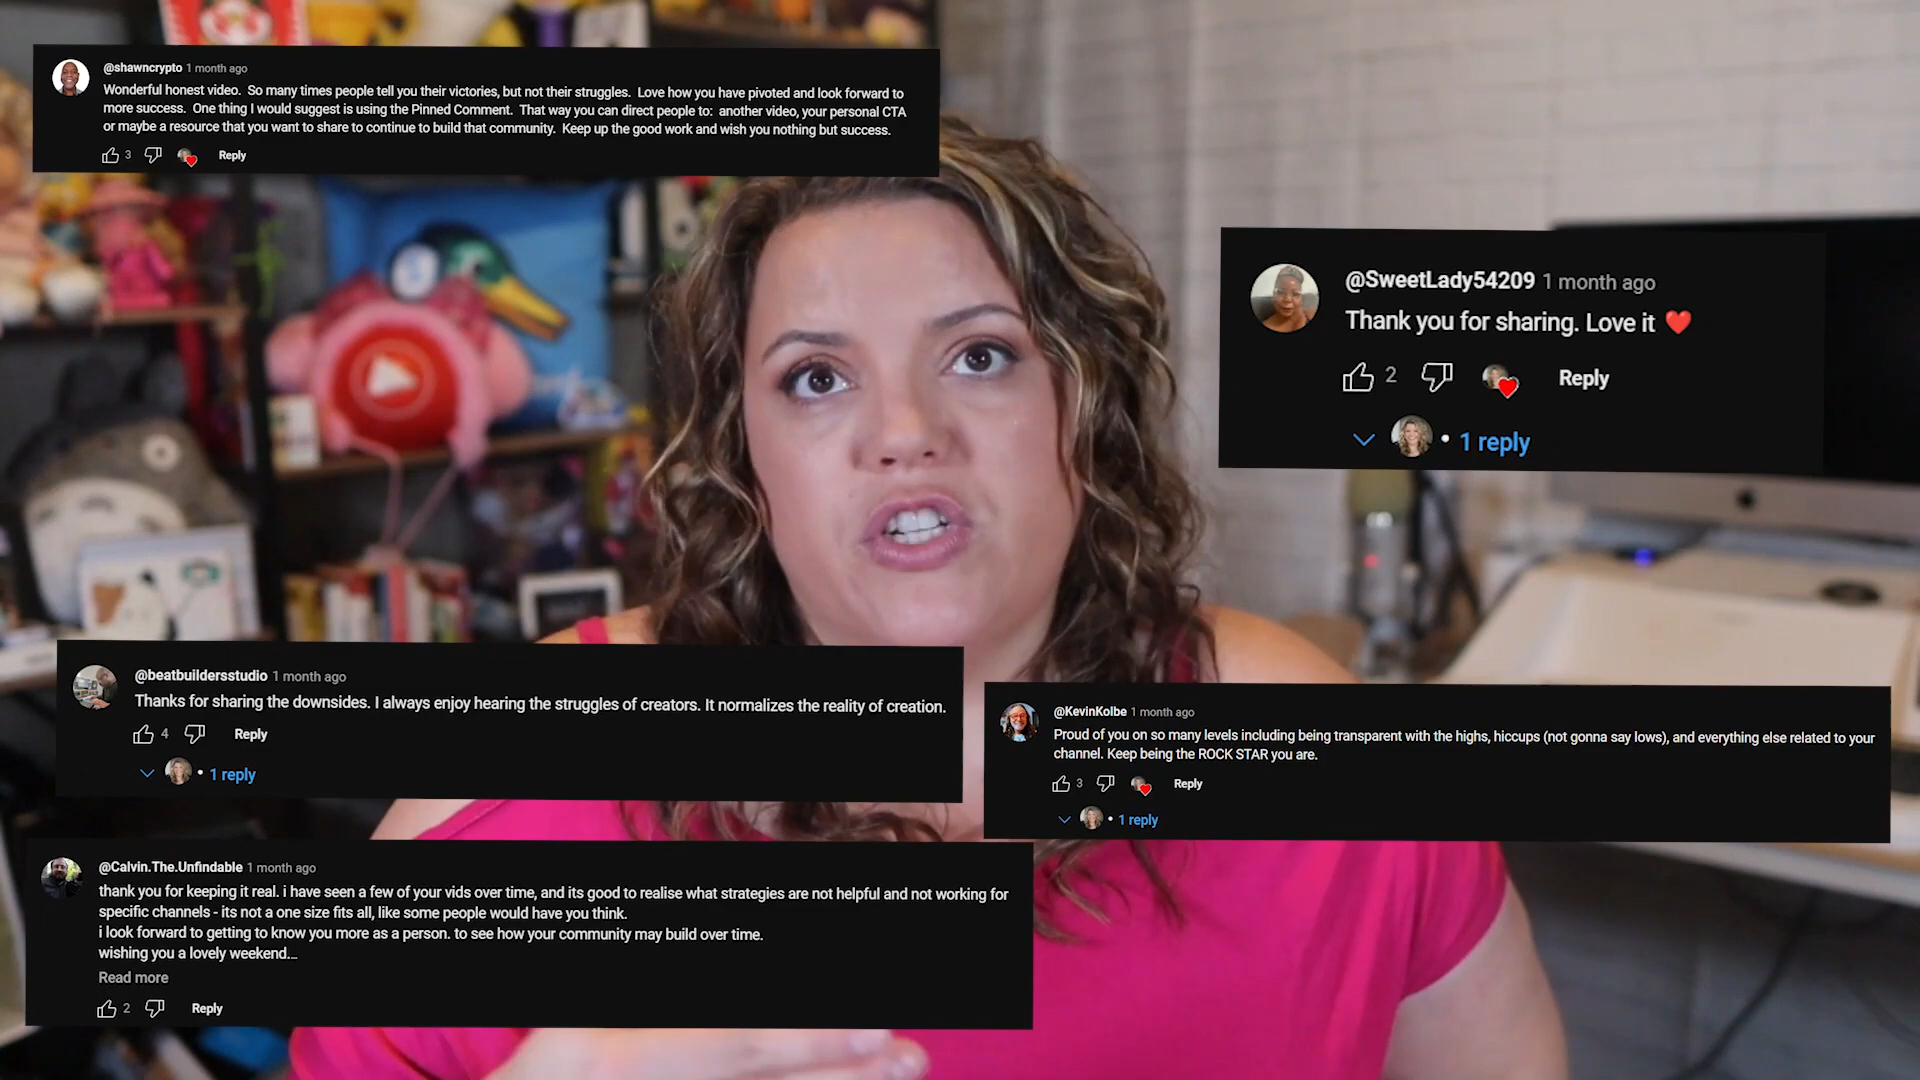 @shawncrypto 1 month ago
Wonderful honest video. So many times people tell you their victories, but not their struggles. Love how you have pivoted and look forward to
more success. One thing I would suggest is using the Pinned Comment. That way you can direct people to: another video, your personal CTA
or maybe a resource that you want to share to continue to build that community. Keep up the good work and wish you nothing but success.
3 Reply
@SweetLady54209 1 month ago
Thank you for sharing. Love it ❤️
2 Reply
• 1 reply
@beatbuildersstudio 1 month ago
Thanks for sharing the downsides. I always enjoy hearing the struggles of creators. It normalizes the reality of creation.
4 Reply
• 1 reply
@KevinKolbe 1 month ago
Proud of you on so many levels including being transparent with the highs, hiccups (not gonna say lows), and everything else related to your
channel. Keep being the ROCK STAR you are.
3 Reply
• 1 reply
@Calvin.The.Unfindable 1 month ago
thank you for keeping it real. i have seen a few of your vids over time, and its good to realise what strategies are not helpful and not working for
specific channels - its not a one size fits all, like some people would have you think.
i look forward to getting to know you more as a person. to see how your community may build over time.
wishing you a lovely weekend...
Read more
2 Reply